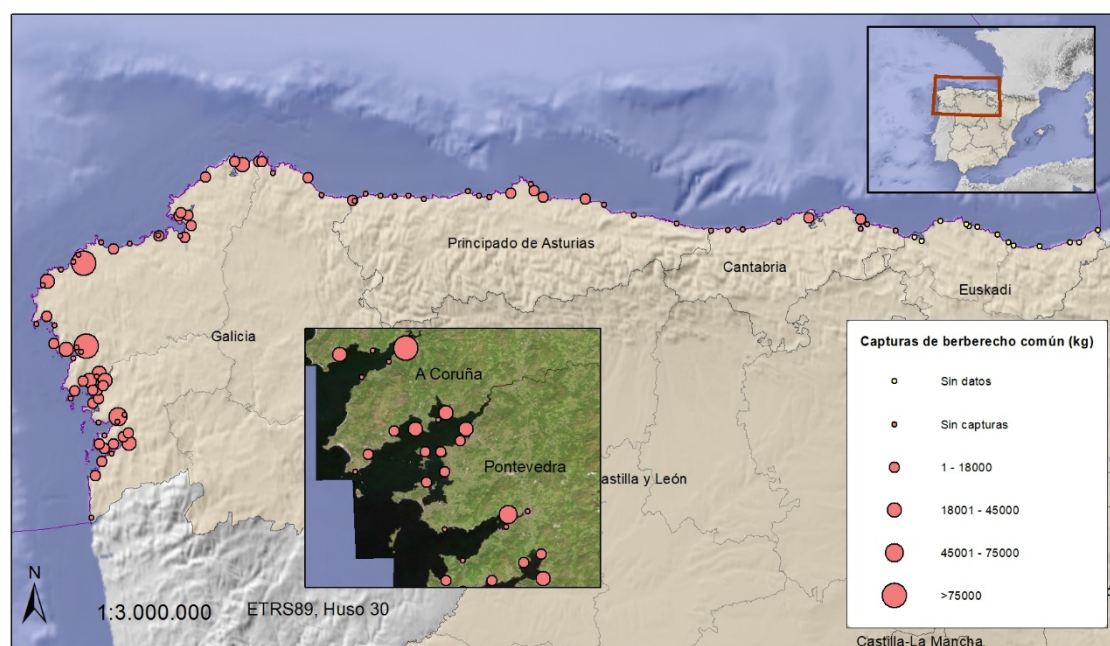 Principado de Asturias
Cantabria
Euskadi
Galicia
A Coruña
Pontevedra
astilla y León
Castilla-La Mancha
N
1:3.000.000
ETRS89, Huso 30
Capturas de berberecho común (kg)
Sin datos
Sin capturas
1 - 18000
18001 - 45000
45001 - 75000
>75000